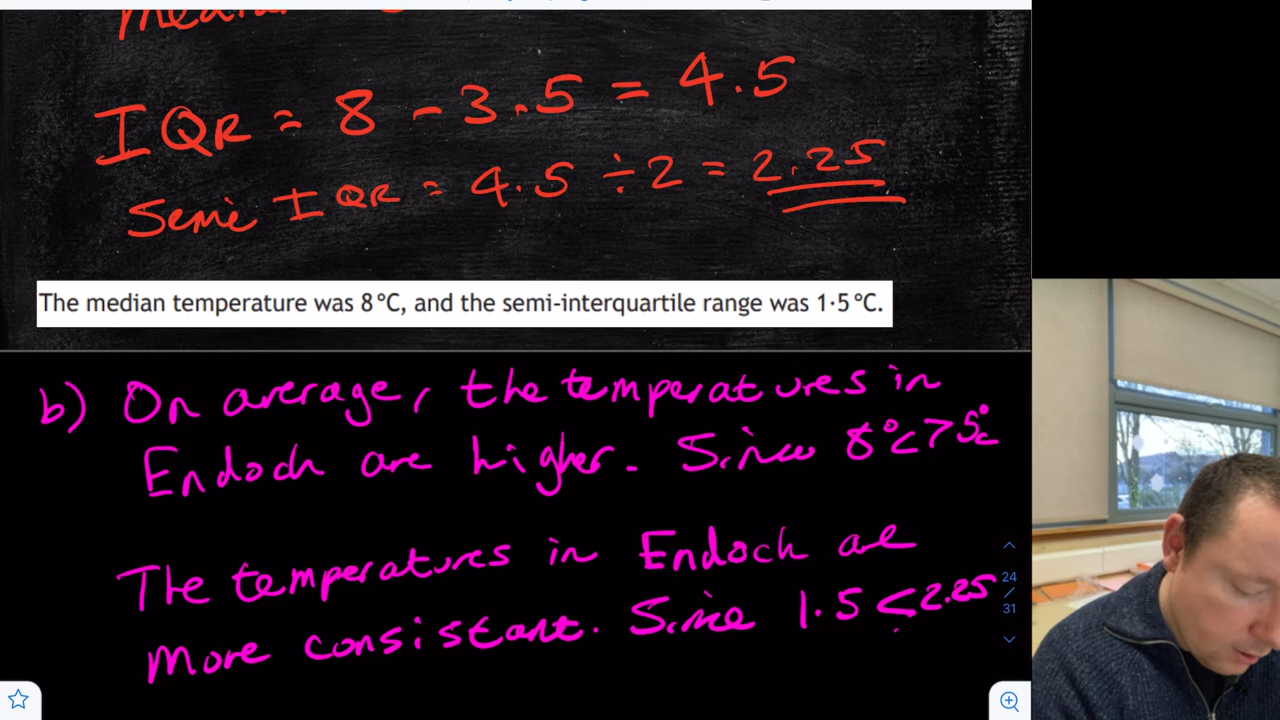 IQR = 8 - 3.5 = 4.5
Semi IQR = 4.5 ÷ 2 = 2.25
The median temperature was 8°C, and the semi-interquartile range was 1·5°C.
b) On average, the temperatures in
Endoch are higher. Since 8°C > 5°C
The temperatures in Endoch are
24
/
31
more consistant. Since 1.5 < 2.25